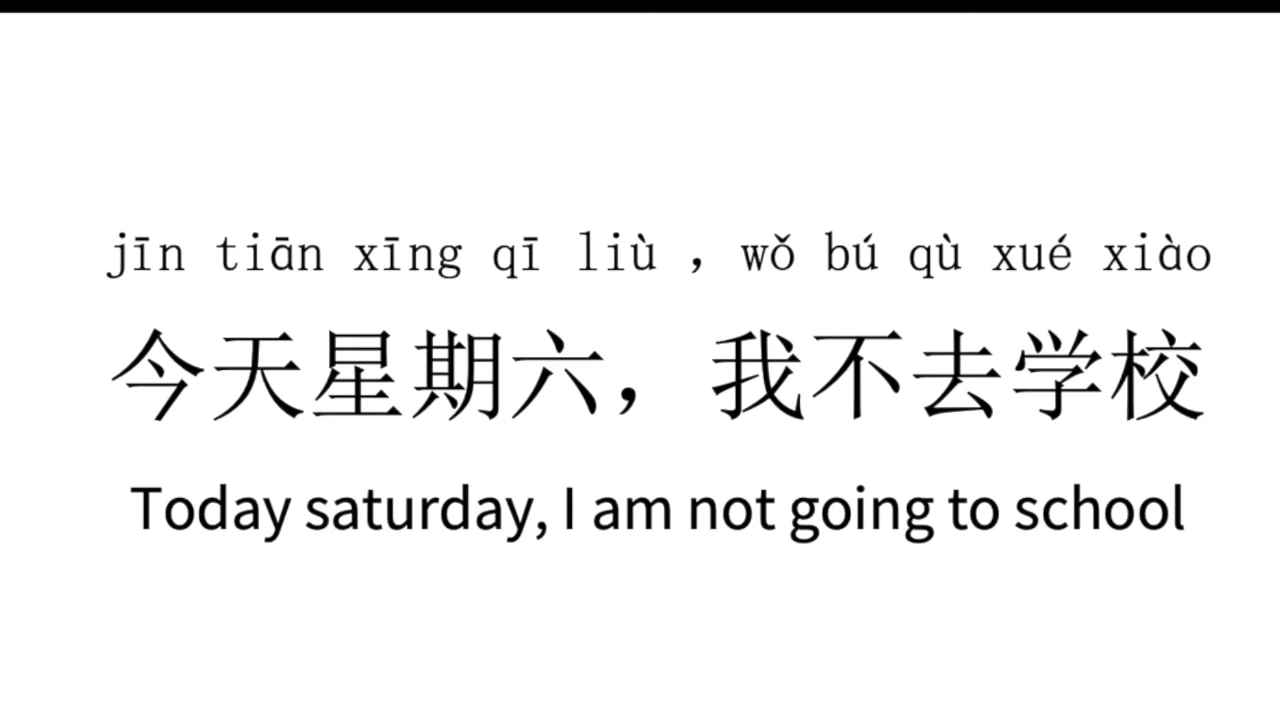 jīn tiān xīng qī liù , wǒ bú qù xué xiào
今天星期六，我不去学校
Today saturday, I am not going to school